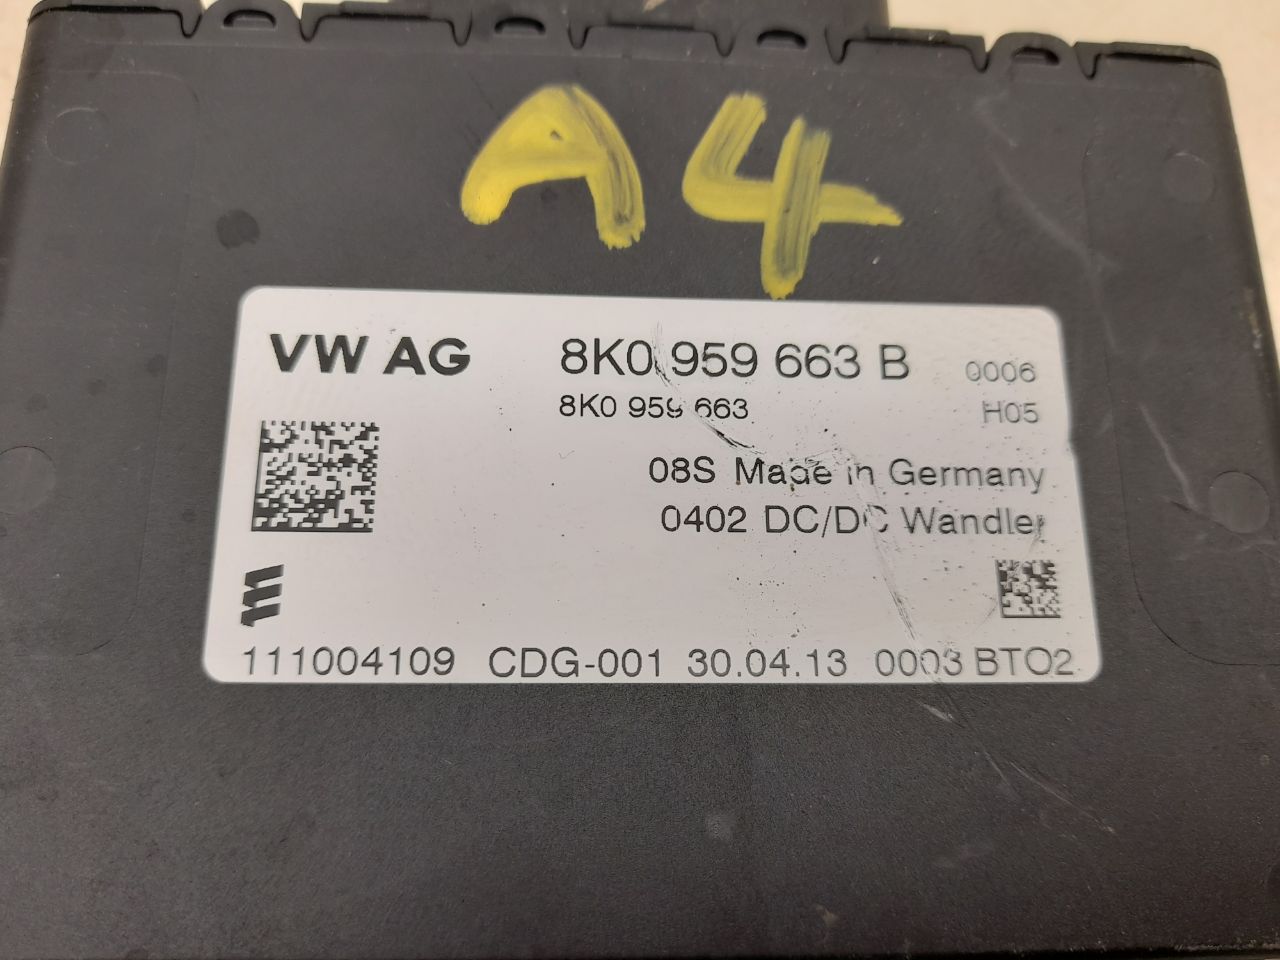 A4
VW AG 8K0 959 663 B 0006
8K0 959 663 H05
08S Made in Germany
0402 DC/DC Wandler
111004109 CDG-001 30.04.13 0003 BTO2